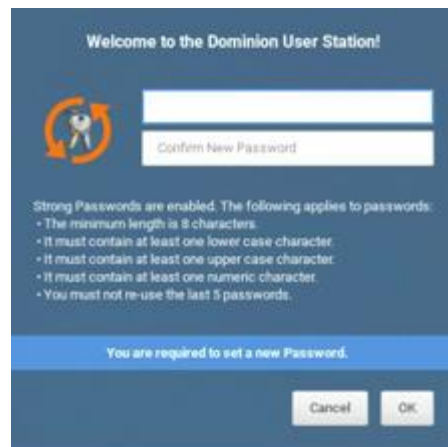 Welcome to the Dominion User Station!
Confirm New Password
Strong Passwords are enabled. The following applies to passwords:
• The minimum length is 8 characters.
• It must contain at least one lower case character.
• It must contain at least one upper case character.
• It must contain at least one numeric character.
• You must not re-use the last 5 passwords.
You are required to set a new Password.
Cancel OK